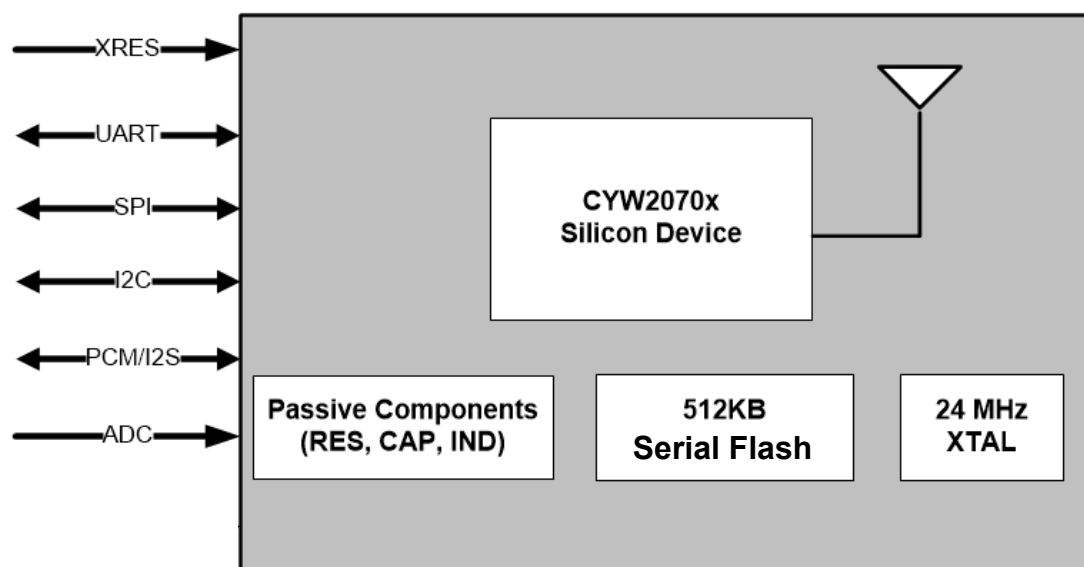 XRES
UART
SPI
I2C
PCM/I2S
ADC
CYW2070x
Silicon Device
Passive Components
(RES, CAP, IND)
512KB
Serial Flash
24 MHz
XTAL